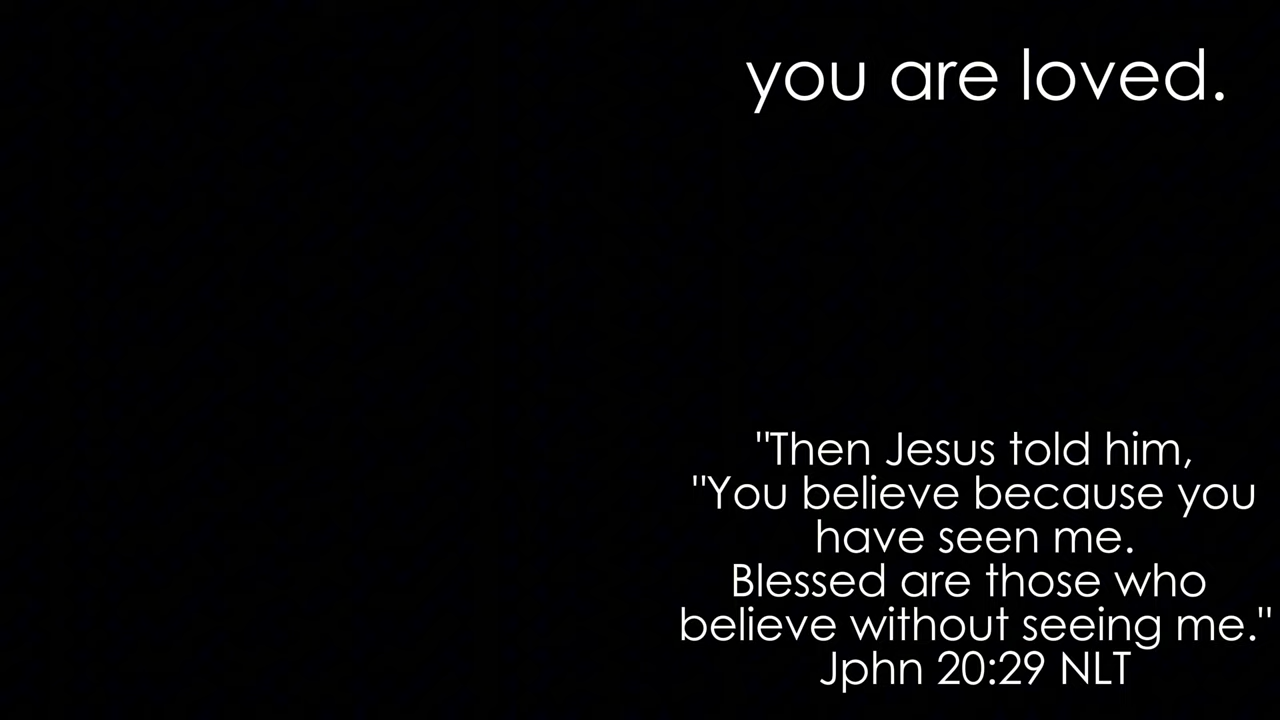 you are loved.
"Then Jesus told him,
"You believe because you
have seen me.
Blessed are those who
believe without seeing me."
Jphn 20:29 NLT